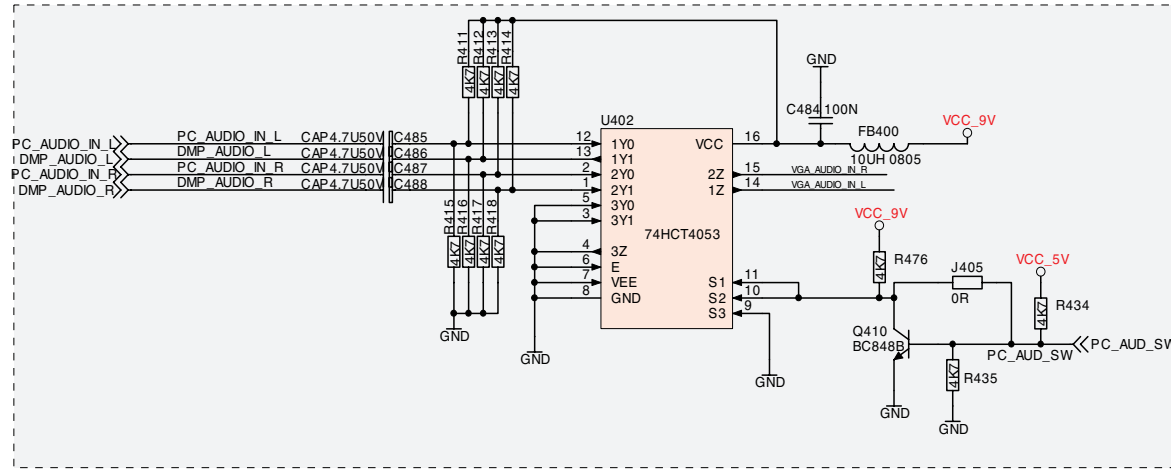 R411
R412
R413
R414
4K7
4K7
4K7
4K7
GND
C484 100N
FB400
10UH 0805
VCC_9V
U402
PC_AUDIO_IN_L PC_AUDIO_IN_L CAP4.7U50V C485 12 1Y0 VCC 16
DMP_AUDIO_L DMP_AUDIO_L CAP4.7U50V C486 13 1Y1
PC_AUDIO_IN_R PC_AUDIO_IN_R CAP4.7U50V C487 2 2Y0 2Z 15 VGA_AUDIO_IN_R
DMP_AUDIO_R DMP_AUDIO_R CAP4.7U50V C488 1 2Y1 1Z 14 VGA_AUDIO_IN_L
5 3Y0
3 3Y1
74HCT4053
4 3Z
6 E
7 VEE S1 11
8 GND S2 10
S3 9
R415
R416
R417
R418
4K7
4K7
4K7
4K7
GND
GND
GND
VCC_9V
4K7
R476
J405
0R
VCC_5V
4K7
R434
Q410
BC848B
PC_AUD_SW
PC_AUD_SW
4K7
R435
GND
GND